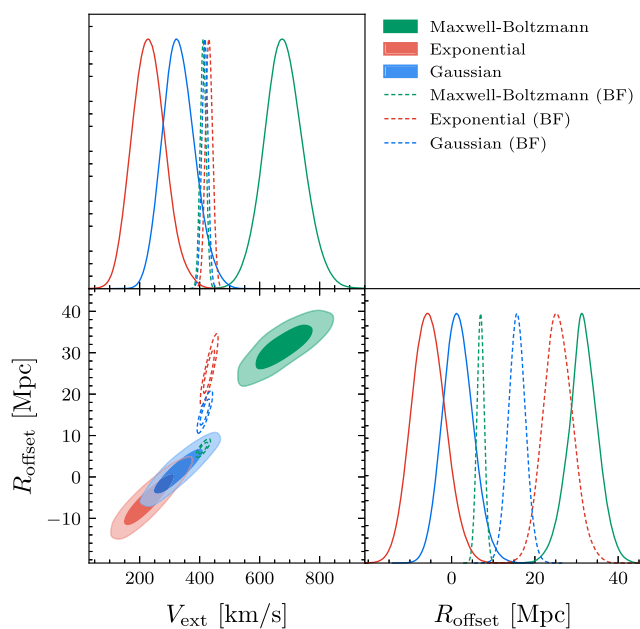 Maxwell-Boltzmann
Exponential
Gaussian
Maxwell-Boltzmann (BF)
Exponential (BF)
Gaussian (BF)
40
30
20
10
0
−10
R_offset [Mpc]
200 400 600 800
0 20 40
V_ext [km/s]
R_offset [Mpc]